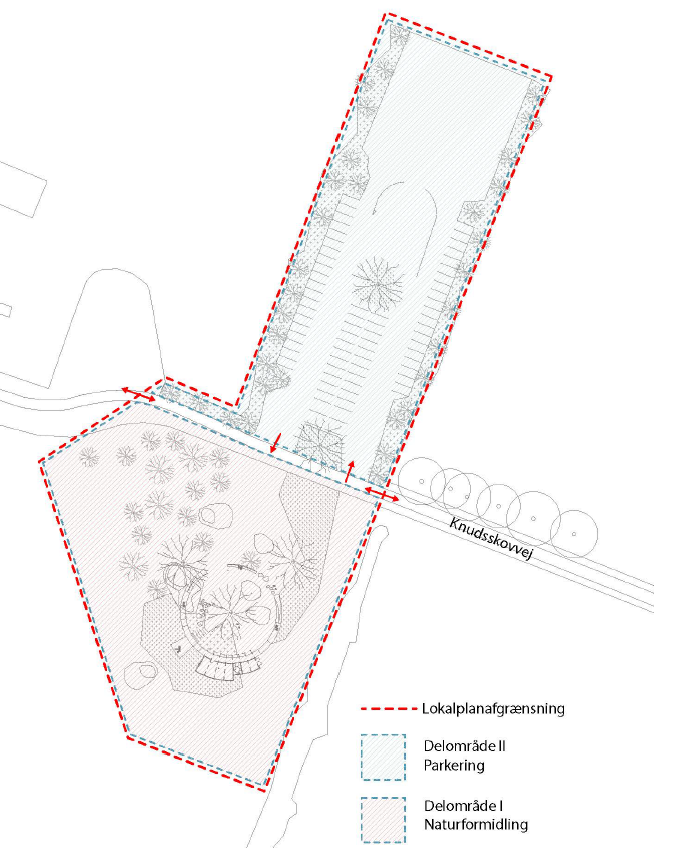 Knudsskovvej
Lokalplanafgrænsning
Delområde II
Parkering
Delområde I
Naturformidling